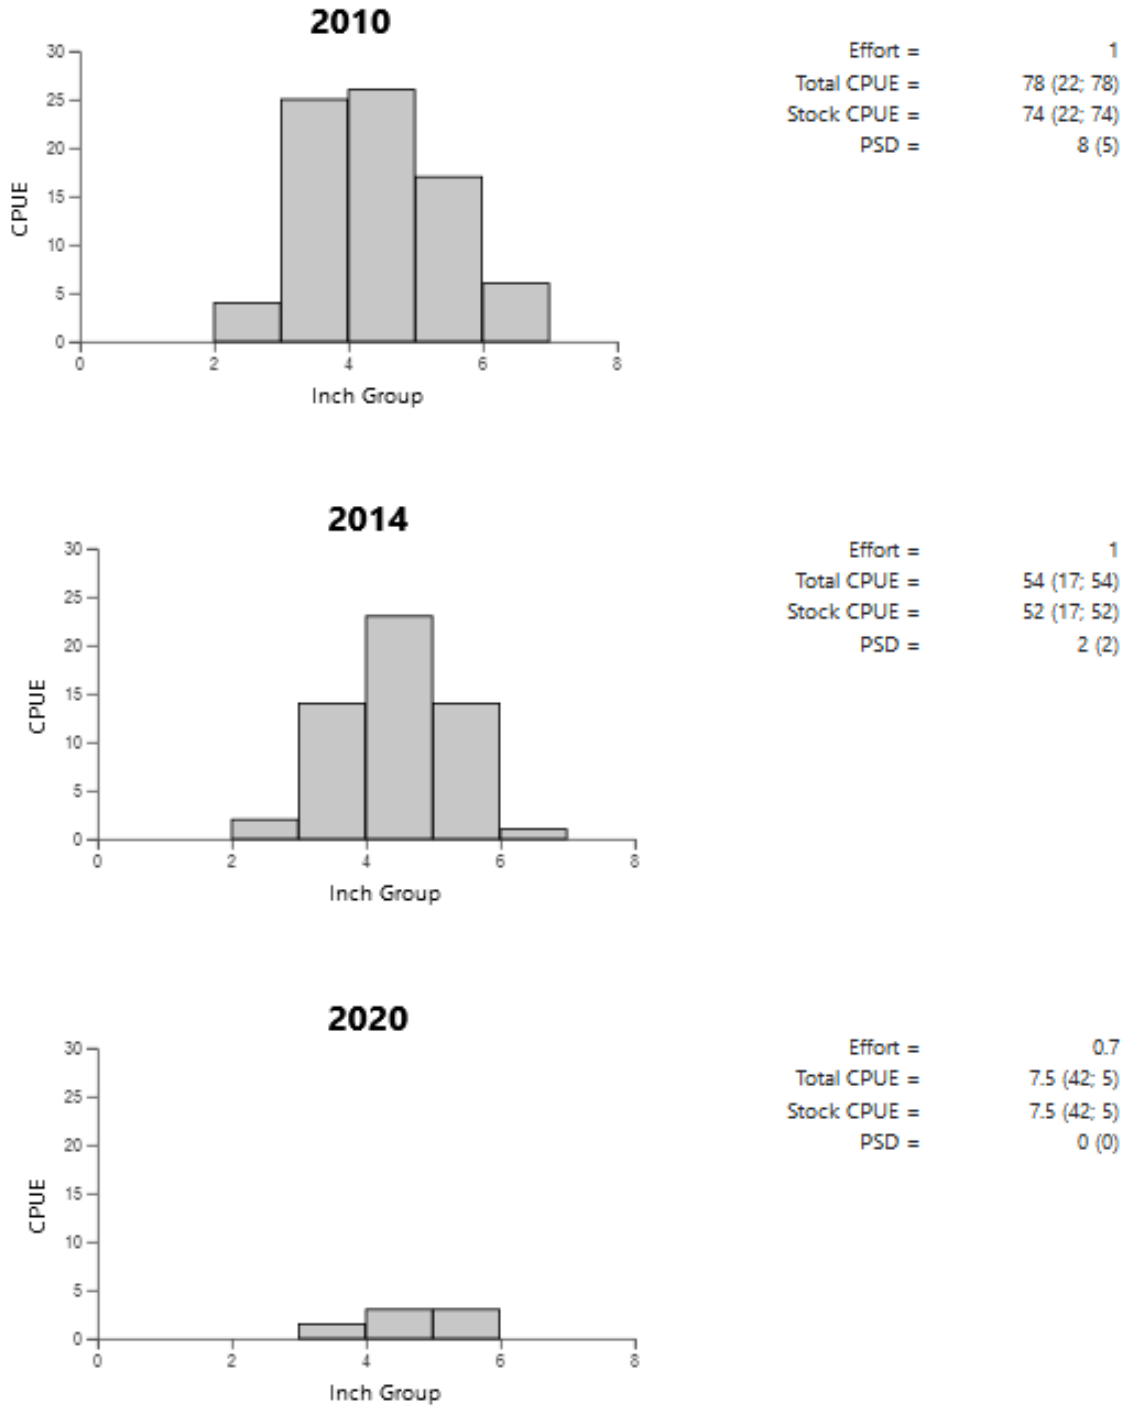 2010
Effort = 1
Total CPUE = 78 (22; 78)
Stock CPUE = 74 (22; 74)
PSD = 8 (5)
30
25
20
15
10
5
0
CPUE
0 2 4 6 8
Inch Group
2014
Effort = 1
Total CPUE = 54 (17; 54)
Stock CPUE = 52 (17; 52)
PSD = 2 (2)
30
25
20
15
10
5
0
CPUE
0 2 4 6 8
Inch Group
2020
Effort = 0.7
Total CPUE = 7.5 (42; 5)
Stock CPUE = 7.5 (42; 5)
PSD = 0 (0)
30
25
20
15
10
5
0
CPUE
0 2 4 6 8
Inch Group